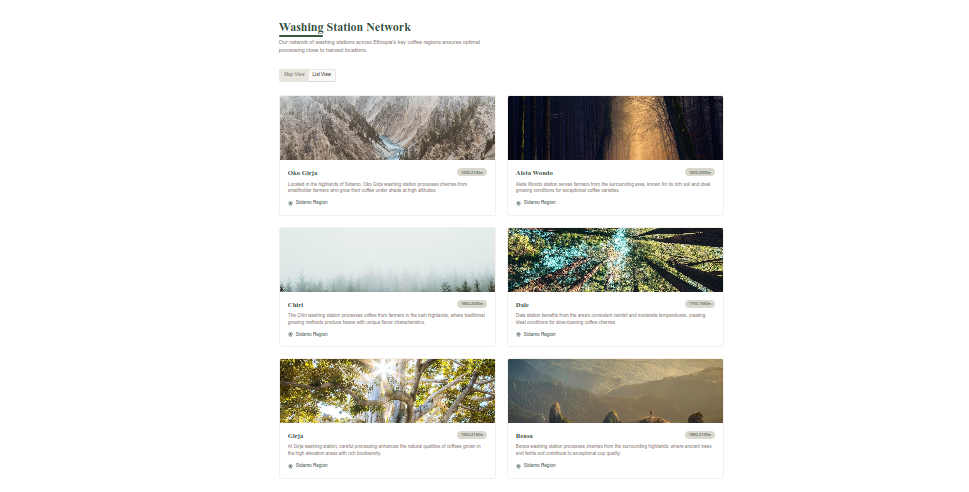 Washing Station Network
Our network of washing stations across Ethiopia's key coffee regions ensures optimal
processing close to harvest locations.
Map View List View
Oko Girja 1900-2100m
Located in the highlands of Sidamo, Oko Girja washing station processes cherries from
smallholder farmers who grow their coffee under shade at high altitudes.
Sidamo Region
Aleta Wondo
Aleta Wondo station serves farmers from the surrounding area, known for its rich soil and ideal
growing conditions for exceptional coffee varieties.
Sidamo Region
Chiri
The Chiri washing station processes coffee from farmers in the lush highlands, where traditional
growing methods produce beans with unique flavor characteristics.
Sidamo Region
Dale 1750-1950m
Dale station benefits from the area's consistent rainfall and moderate temperatures, creating
ideal conditions for slow-ripening coffee cherries.
Sidamo Region
Girja
At Girja washing station, careful processing enhances the natural qualities of coffees grown in
the high elevation areas with rich biodiversity.
Sidamo Region
Bensa
Bensa washing station processes cherries from the surrounding highlands, where ancient trees
and fertile soil contribute to exceptional cup quality.
Sidamo Region